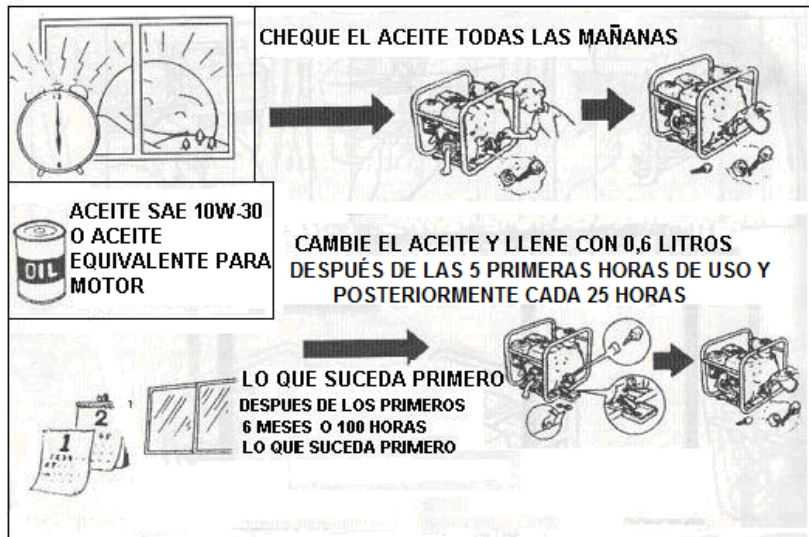 CHEQUE EL ACEITE TODAS LAS MAÑANAS
ACEITE SAE 10W-30
O ACEITE
EQUIVALENTE PARA
MOTOR
OIL
CAMBIE EL ACEITE Y LLENE CON 0,6 LITROS
DESPUÉS DE LAS 5 PRIMERAS HORAS DE USO Y
POSTERIORMENTE CADA 25 HORAS
LO QUE SUCEDA PRIMERO
DESPUES DE LOS PRIMEROS
6 MESES O 100 HORAS
LO QUE SUCEDA PRIMERO
2
1